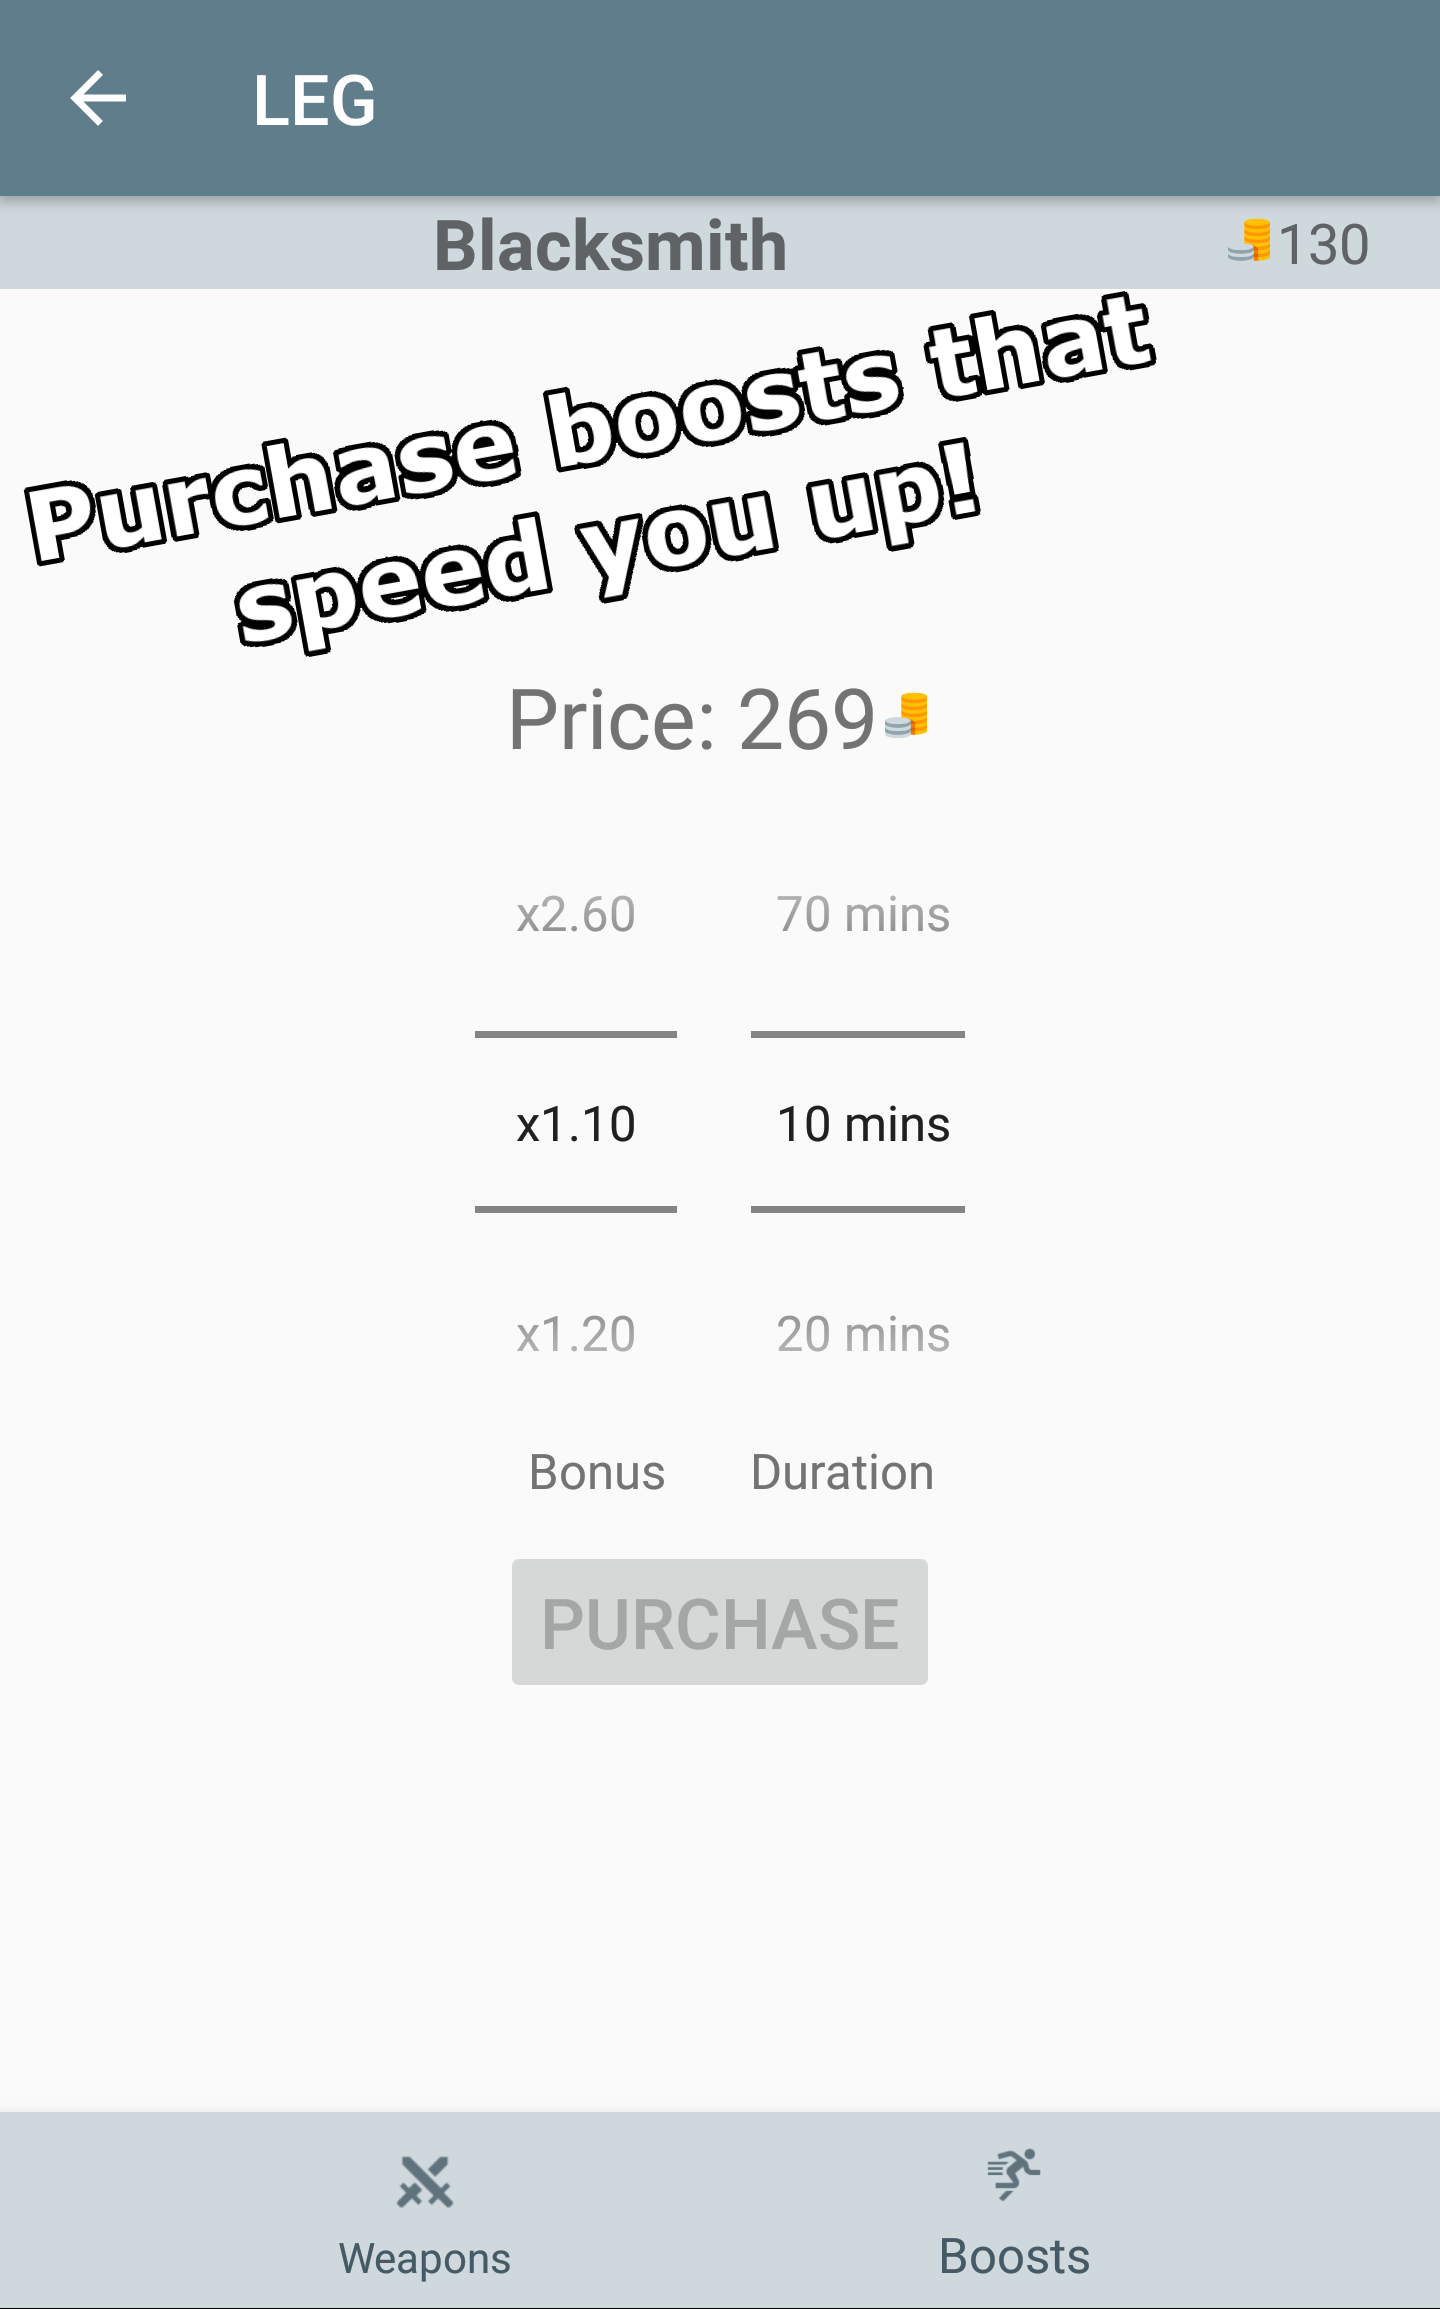 LEG
Blacksmith 130
Purchase boosts that
speed you up!
Price: 269
x2.60 70 mins
x1.10 10 mins
x1.20 20 mins
Bonus Duration
PURCHASE
Weapons Boosts